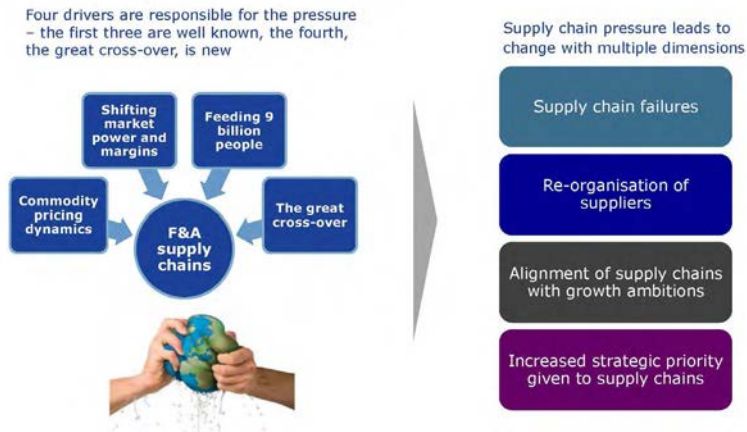 Four drivers are responsible for the pressure
– the first three are well known, the fourth,
the great cross-over, is new
Shifting
market
power and
margins
Feeding 9
billion
people
Commodity
pricing
dynamics
The great
cross-over
F&A
supply
chains
Supply chain pressure leads to
change with multiple dimensions
Supply chain failures
Re-organisation of
suppliers
Alignment of supply chains
with growth ambitions
Increased strategic priority
given to supply chains